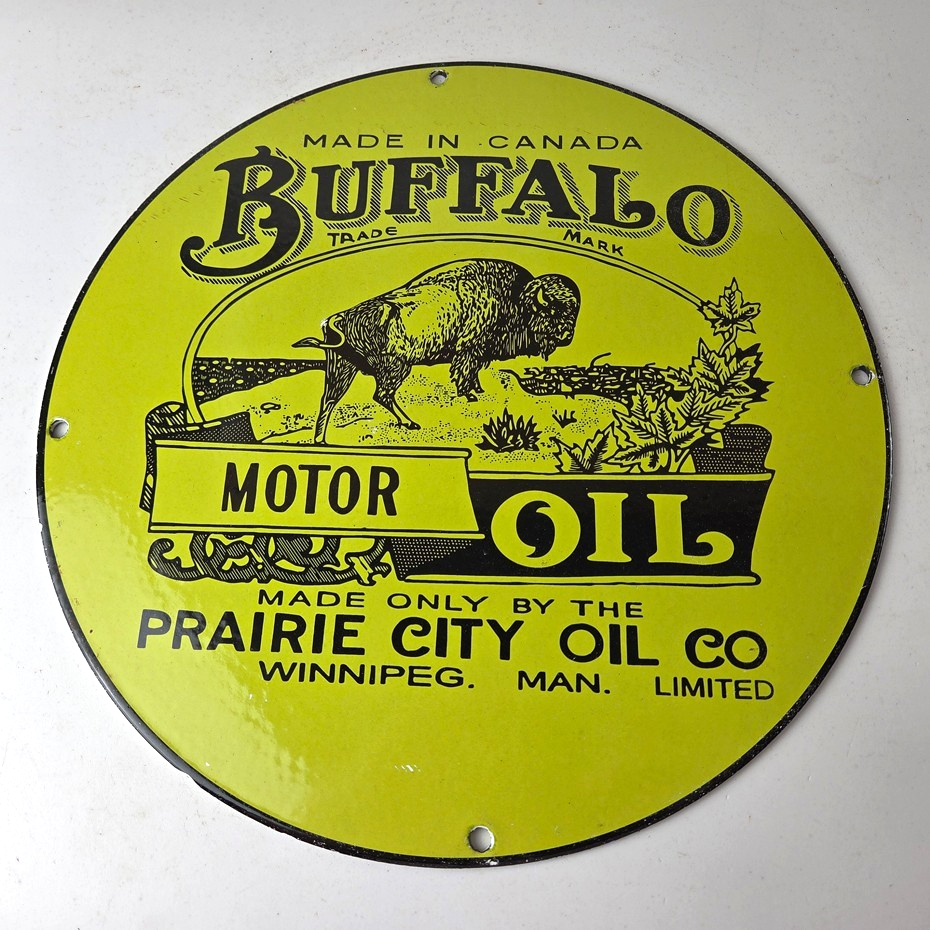 MADE IN CANADA
BUFFALO
TRADE MARK
MOTOR OIL
MADE ONLY BY THE
PRAIRIE CITY OIL CO
WINNIPEG. MAN. LIMITED